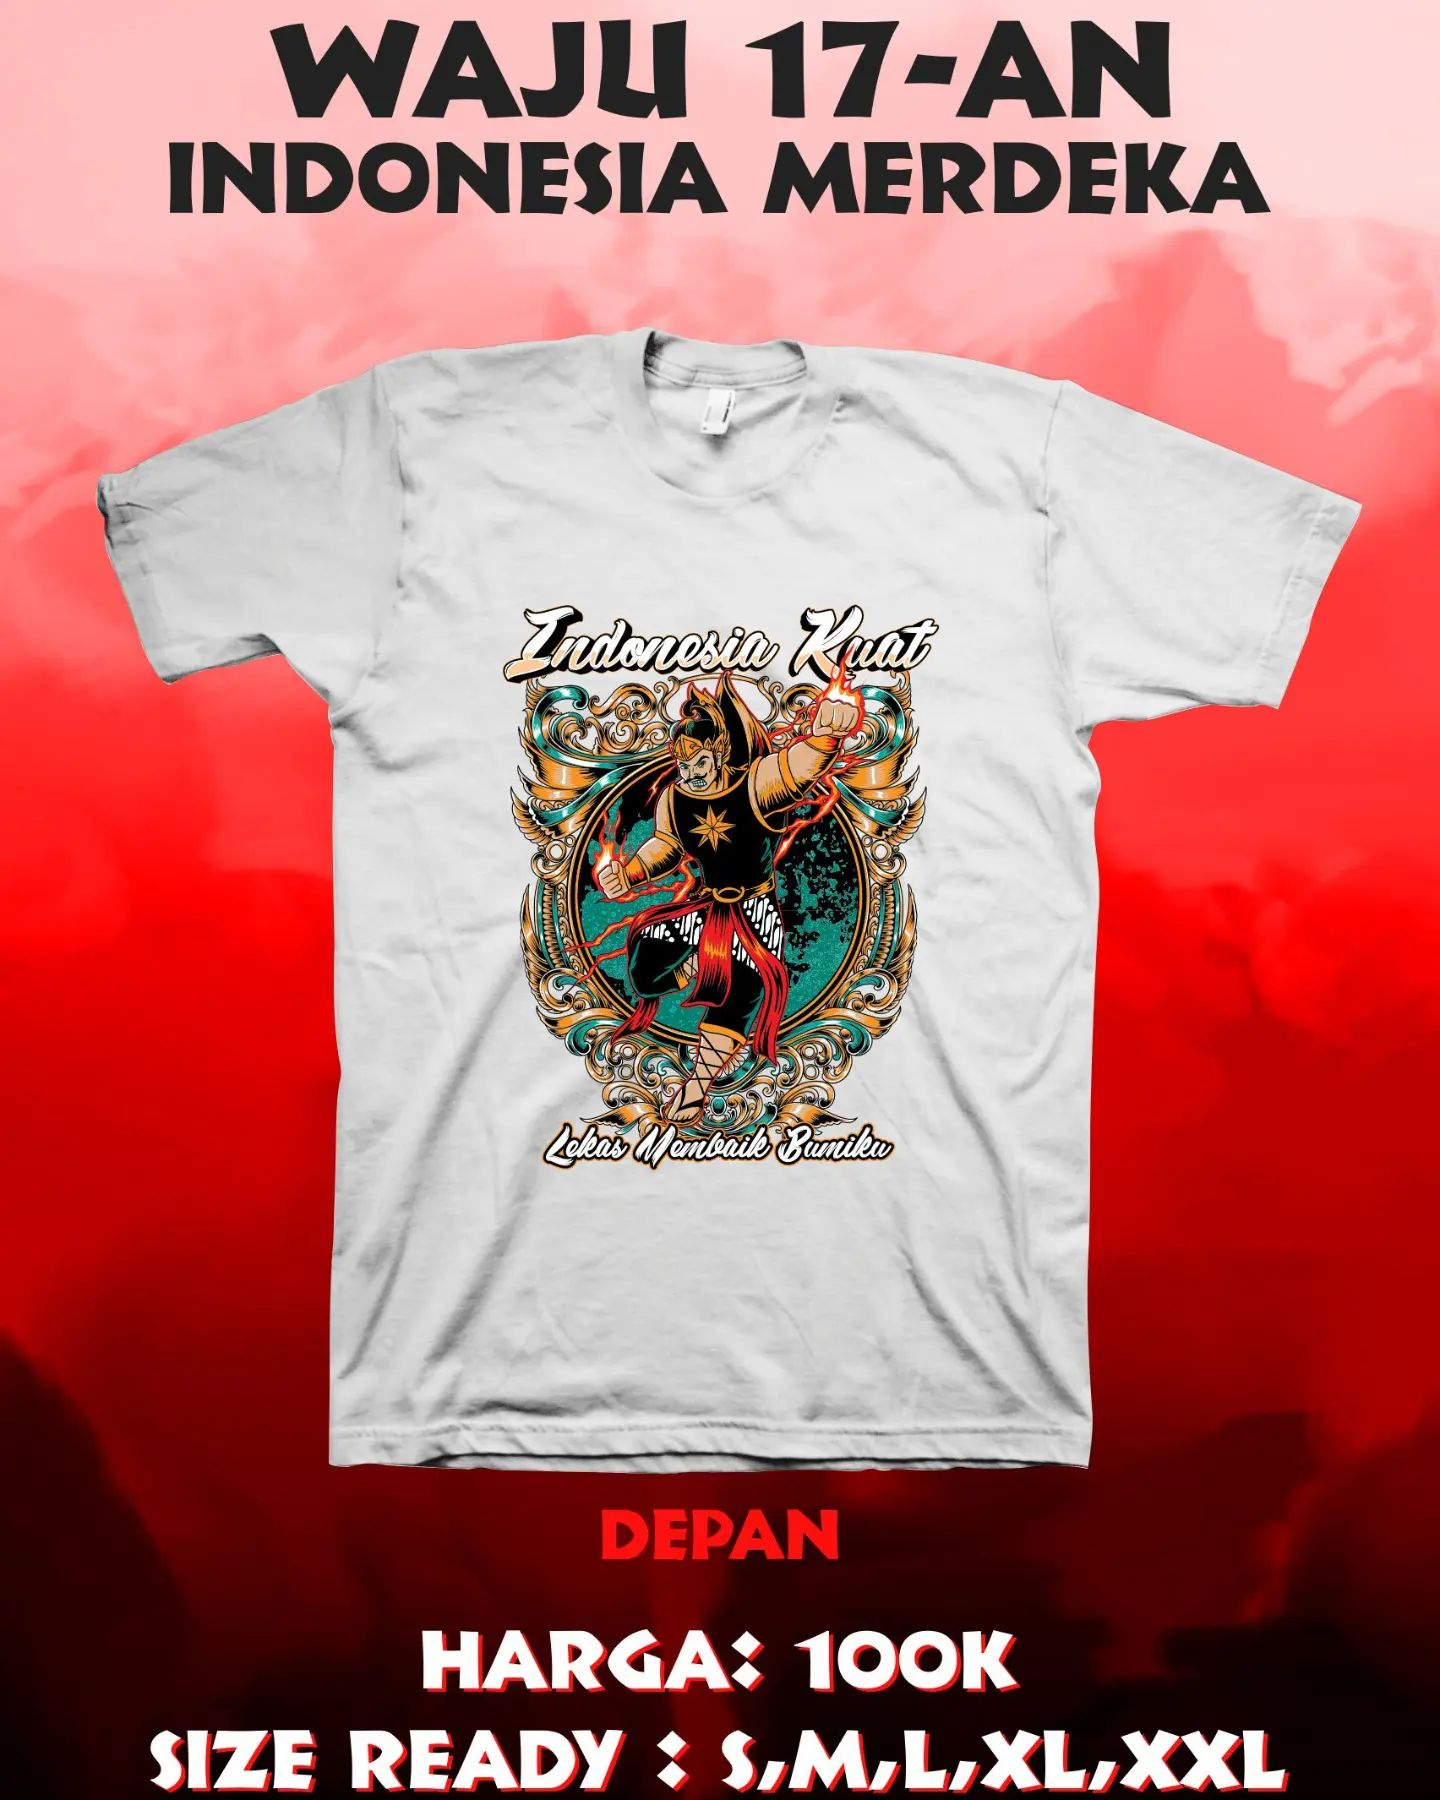 WAJU 17-AN
INDONESIA MERDEKA
Indonesia Kuat
Lekas Membaik Bumiku
DEPAN
HARGA: 100K
SIZE READY : S,M,L,XL,XXL